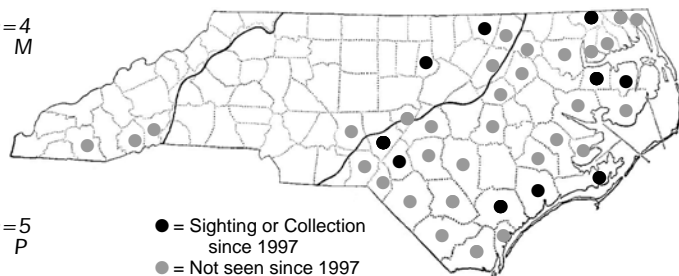 =4
M
=5
P
● = Sighting or Collection
since 1997
● = Not seen since 1997